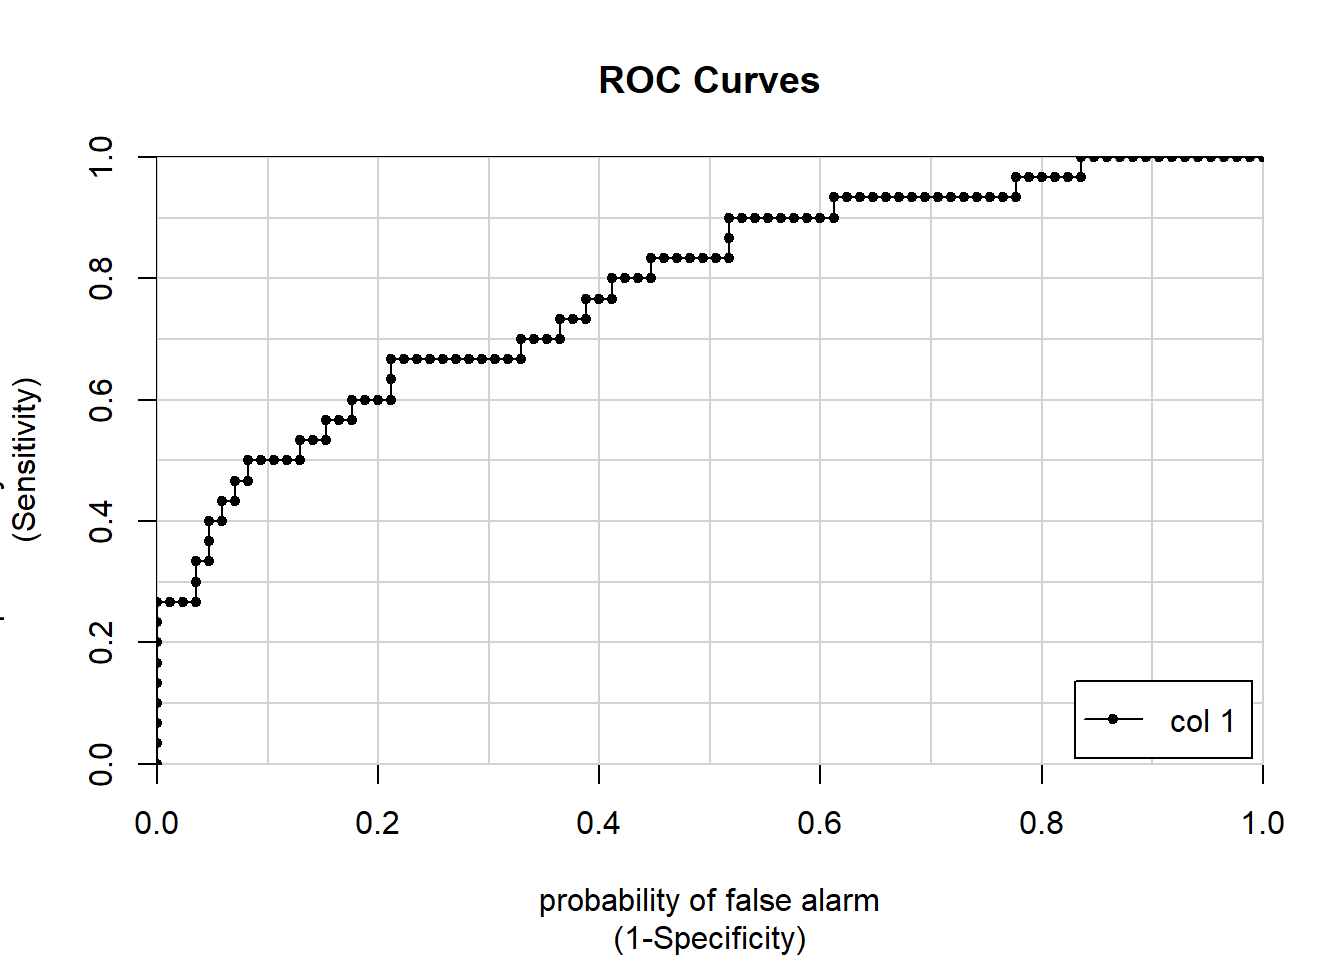 ROC Curves
(Sensitivity)
1.0
0.8
0.6
0.4
0.2
0.0
col 1
0.0 0.2 0.4 0.6 0.8 1.0
probability of false alarm
(1-Specificity)